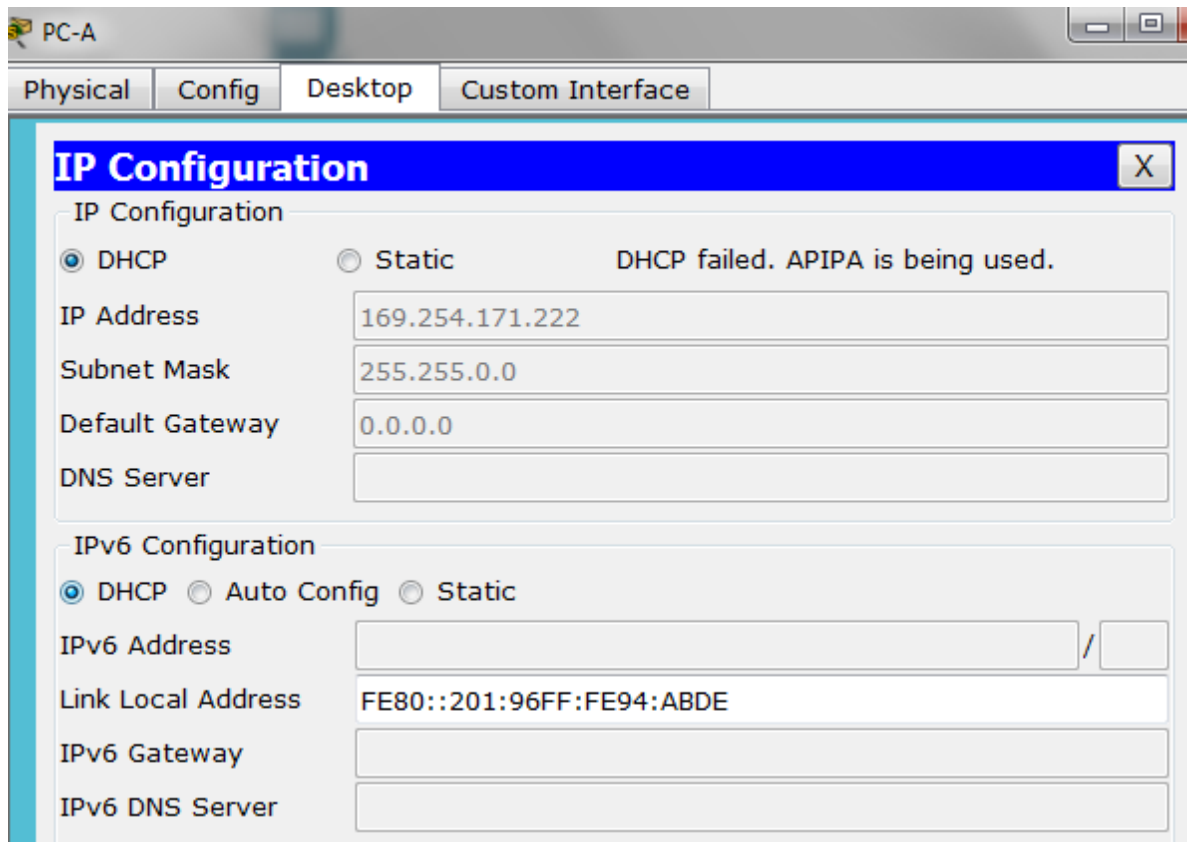 PC-A
Physical Config Desktop Custom Interface
IP Configuration X
IP Configuration
DHCP Static DHCP failed. APIPA is being used.
IP Address 169.254.171.222
Subnet Mask 255.255.0.0
Default Gateway 0.0.0.0
DNS Server
IPv6 Configuration
DHCP Auto Config Static
IPv6 Address /
Link Local Address FE80::201:96FF:FE94:ABDE
IPv6 Gateway
IPv6 DNS Server